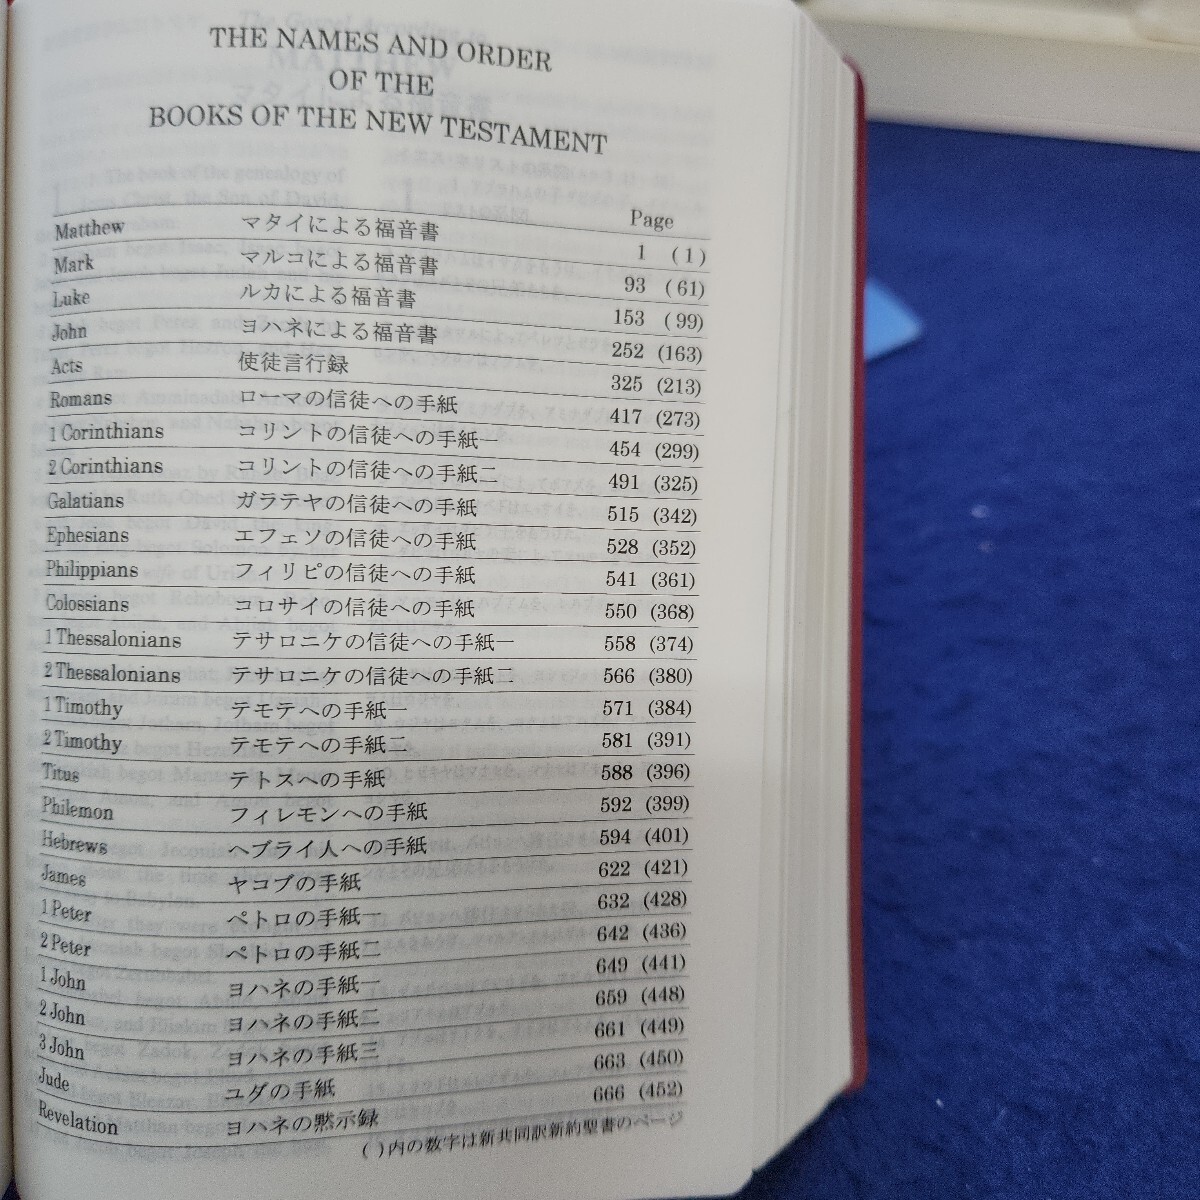 THE NAMES AND ORDER
OF THE
BOOKS OF THE NEW TESTAMENT
Page
Matthew マタイによる福音書 1 (1)
Mark マルコによる福音書 93 (61)
Luke ルカによる福音書 153 (99)
John ヨハネによる福音書 252 (163)
Acts 使徒言行録 325 (213)
Romans ローマの信徒への手紙 417 (273)
1 Corinthians コリントの信徒への手紙一 454 (299)
2 Corinthians コリントの信徒への手紙二 491 (325)
Galatians ガラテヤの信徒への手紙 515 (342)
Ephesians エフェソの信徒への手紙 528 (352)
Philippians フィリピの信徒への手紙 541 (361)
Colossians コロサイの信徒への手紙 550 (368)
1 Thessalonians テサロニケの信徒への手紙一 558 (374)
2 Thessalonians テサロニケの信徒への手紙二 566 (380)
1 Timothy テモテへの手紙一 571 (384)
2 Timothy テモテへの手紙二 581 (391)
Titus テトスへの手紙 588 (396)
Philemon フィレモンへの手紙 592 (399)
Hebrews ヘブライ人への手紙 594 (401)
James ヤコブの手紙 622 (421)
1 Peter ペトロの手紙一 632 (428)
2 Peter ペトロの手紙二 642 (436)
1 John ヨハネの手紙一 649 (441)
2 John ヨハネの手紙二 659 (448)
3 John ヨハネの手紙三 661 (449)
Jude ユダの手紙 663 (450)
Revelation ヨハネの黙示録 666 (452)
( )内の数字は新共同訳新約聖書のページ